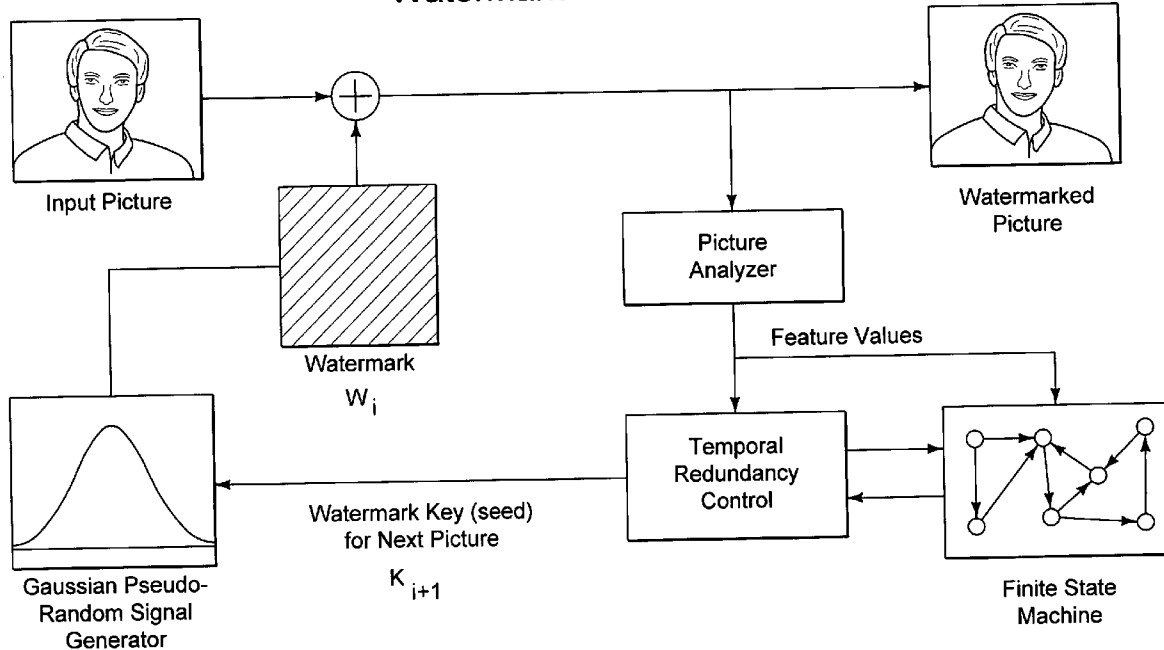 Input Picture
Watermarked
Picture
Picture
Analyzer
Feature Values
Watermark
W i
Temporal
Redundancy
Control
Watermark Key (seed)
for Next Picture
K i+1
Gaussian Pseudo-
Random Signal
Generator
Finite State
Machine